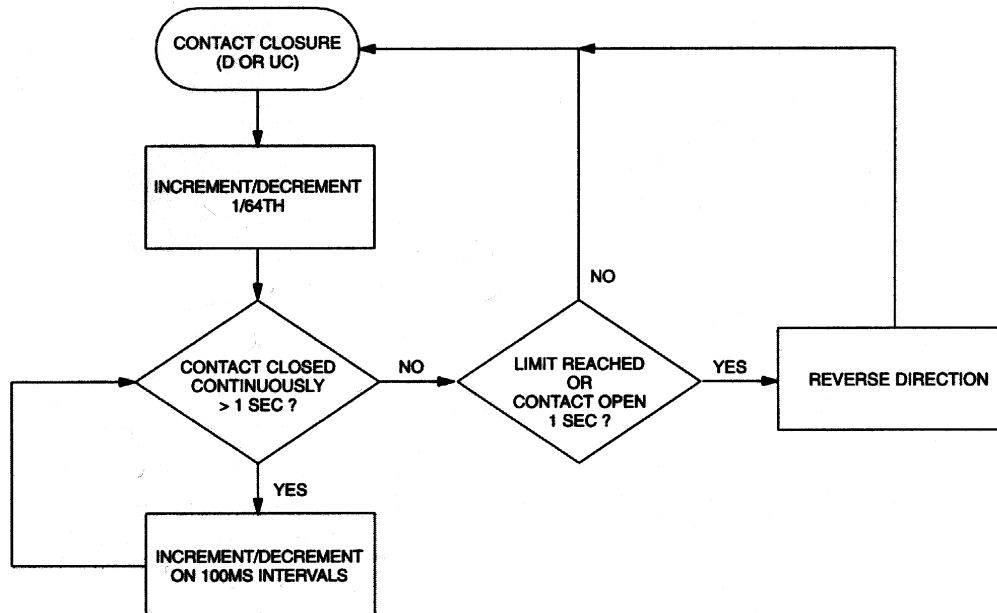 CONTACT CLOSURE
(D OR UC)
INCREMENT/DECREMENT
1/64TH
CONTACT CLOSED
CONTINUOUSLY
> 1 SEC ?
NO
YES
INCREMENT/DECREMENT
ON 100MS INTERVALS
LIMIT REACHED
OR
CONTACT OPEN
1 SEC ?
NO
YES
REVERSE DIRECTION